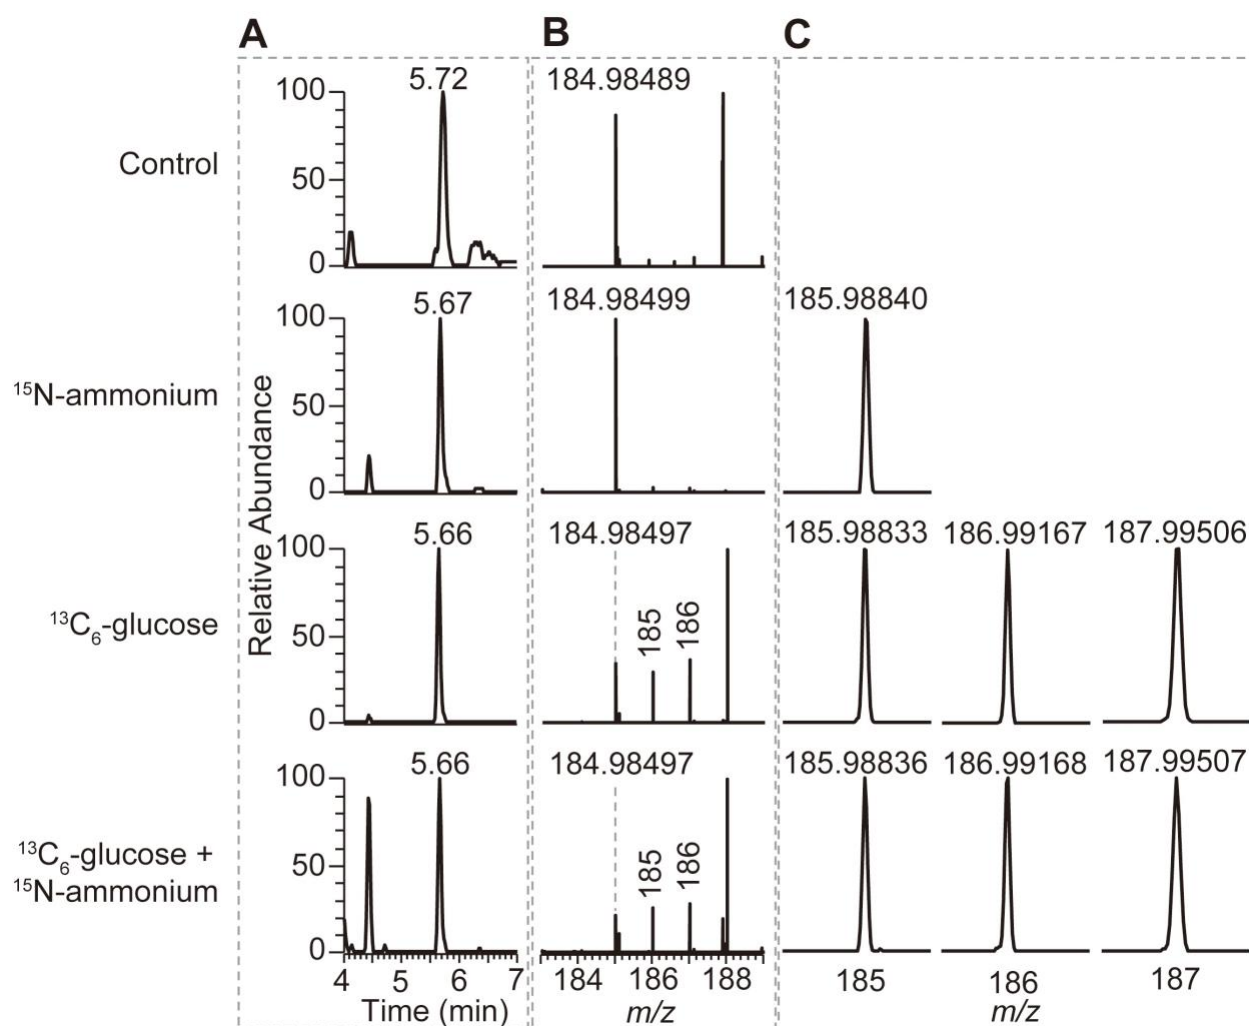 A B C
Control
100
50
0
5.72
184.98489
¹⁵N-ammonium
100
50
0
5.67
184.98499
185.98840
¹³C₆-glucose
100
50
0
5.66
184.98497
185
186
185.98833
186.99167
187.99506
¹³C₆-glucose +
¹⁵N-ammonium
100
50
0
5.66
184.98497
185
186
185.98836
186.99168
187.99507
Relative Abundance
4 5 6 7
Time (min)
184 186 188
m/z
185 186 187
m/z